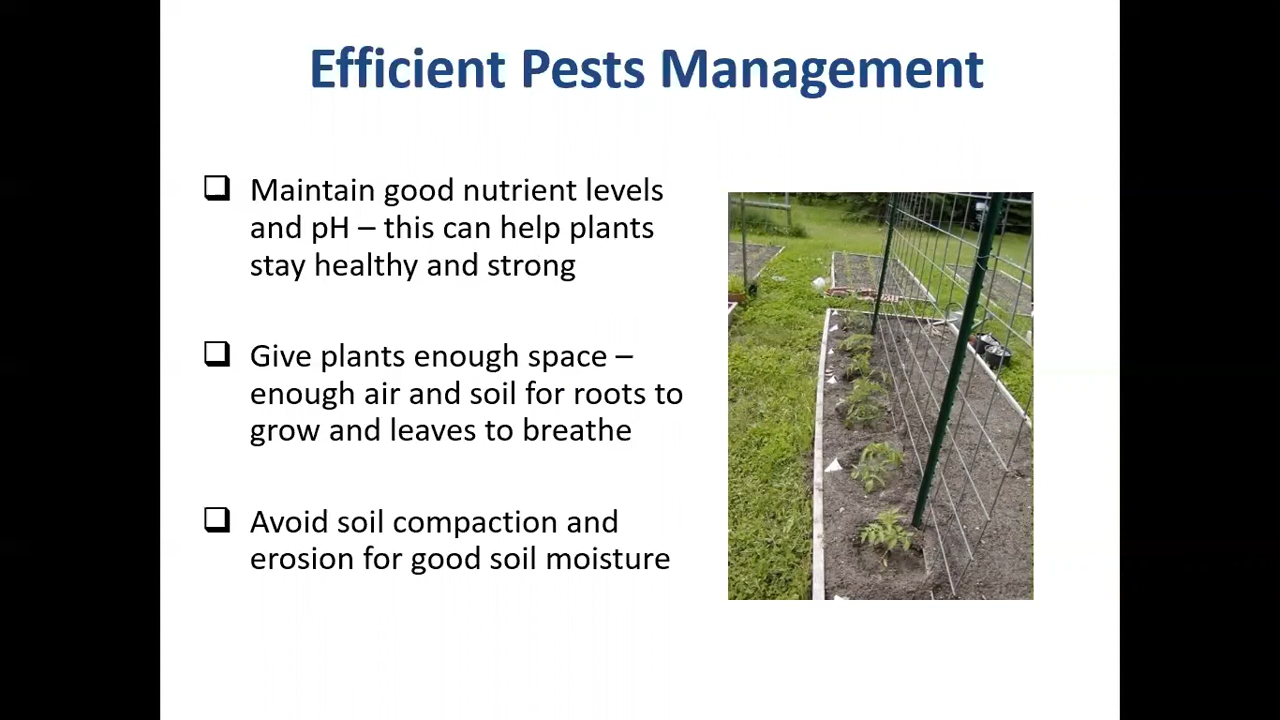 Efficient Pests Management
Maintain good nutrient levels
and pH – this can help plants
stay healthy and strong
Give plants enough space –
enough air and soil for roots to
grow and leaves to breathe
Avoid soil compaction and
erosion for good soil moisture